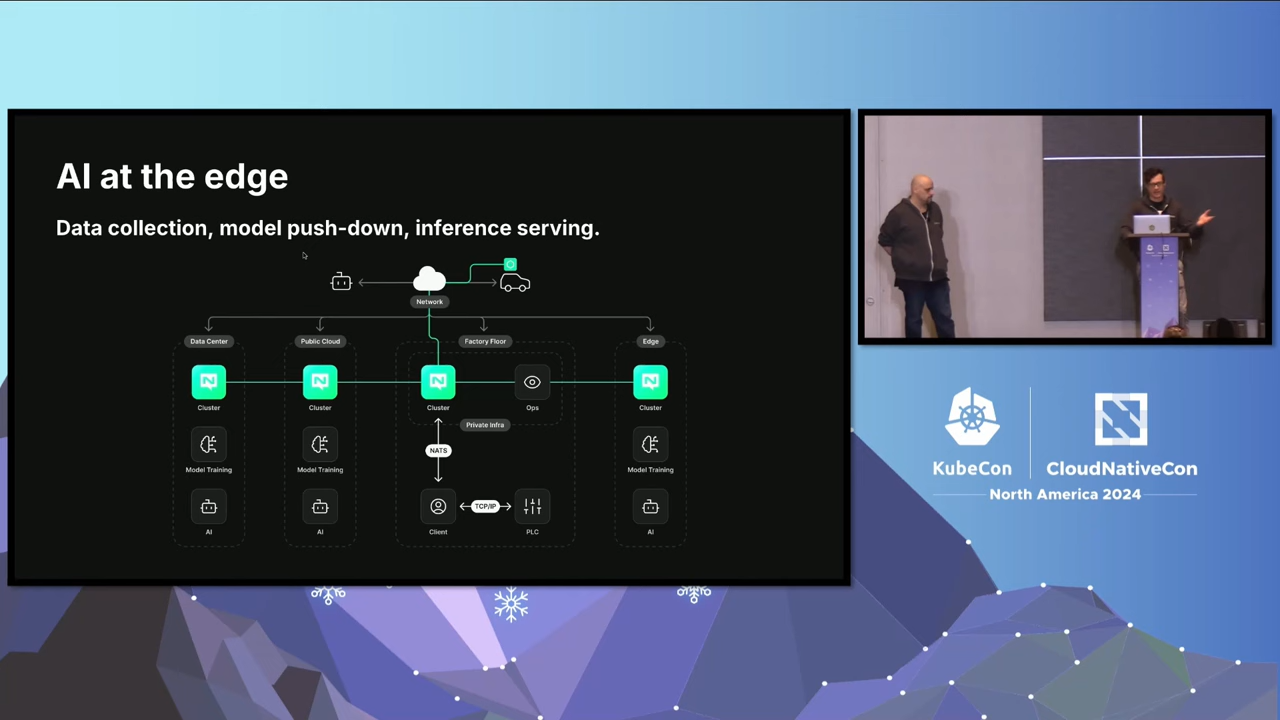 AI at the edge
Data collection, model push-down, inference serving.
Network
Data Center
Public Cloud
Factory Floor
Edge
Cluster
Cluster
Cluster
Ops
Cluster
Private Infra
NATS
Model Training
Model Training
Model Training
TCP/IP
AI
AI
Client
PLC
AI
KubeCon
CloudNativeCon
North America 2024